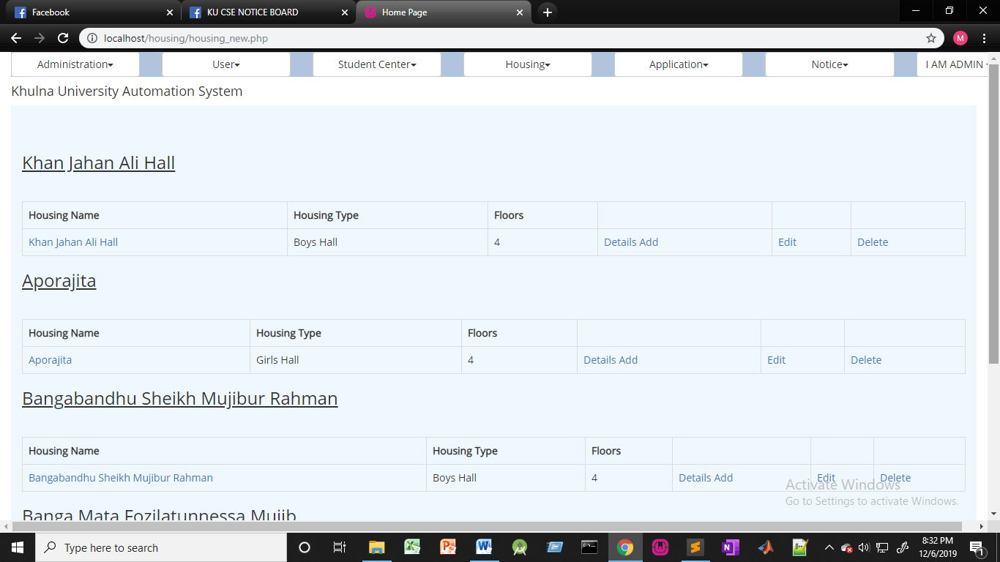 Facebook KU CSE NOTICE BOARD Home Page
localhost/housing/housing_new.php M
Administration User Student Center Housing Application Notice I AM ADMIN
Khulna University Automation System
Khan Jahan Ali Hall
Housing Name Housing Type Floors
Khan Jahan Ali Hall Boys Hall 4 Details Add Edit Delete
Aporajita
Housing Name Housing Type Floors
Aporajita Girls Hall 4 Details Add Edit Delete
Bangabandhu Sheikh Mujibur Rahman
Housing Name Housing Type Floors
Bangabandhu Sheikh Mujibur Rahman Boys Hall 4 Details Add Edit Delete
Activate Windows
Go to Settings to activate Windows.
Banga Mata Fozilatunnessa Mujib
Type here to search
8:32 PM
12/6/2019
1